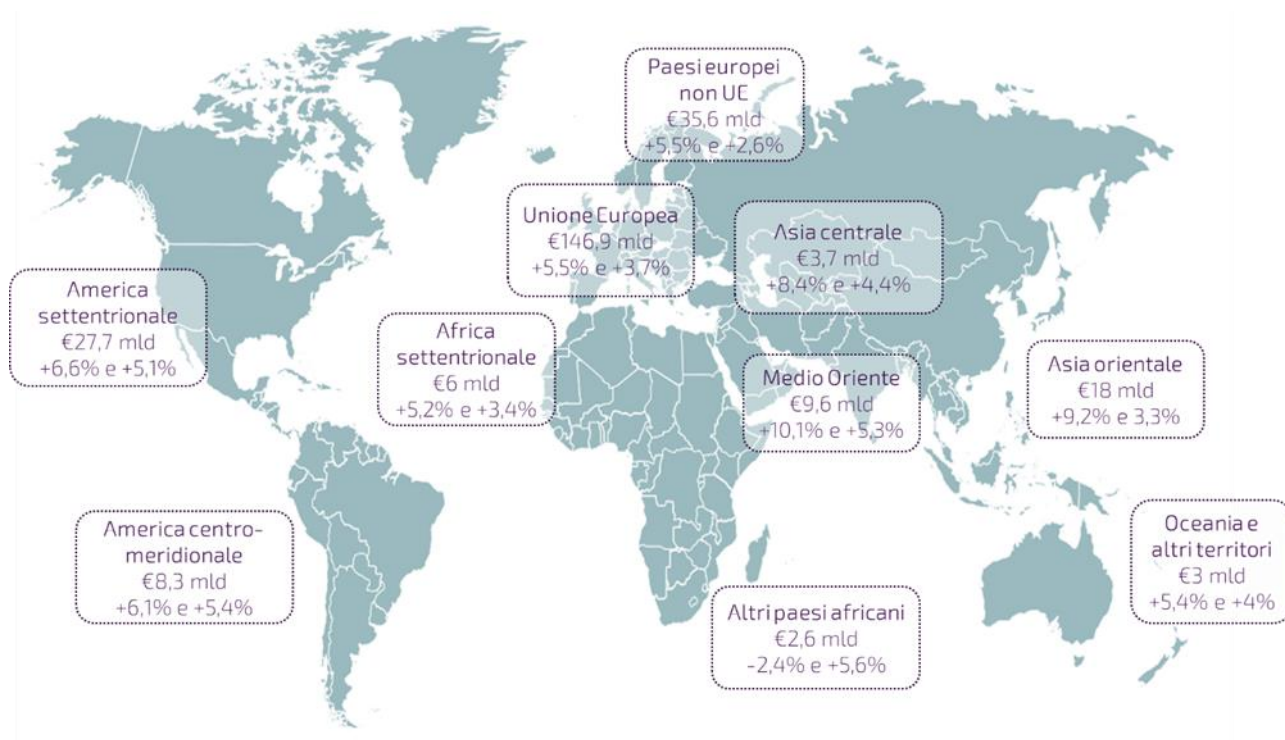 Paesi europei
non UE
€35,6 mld
+5,5% e +2,6%
Unione Europea
€146,9 mld
+5,5% e +3,7%
Asia centrale
€3,7 mld
+8,4% e +4,4%
America
settentrionale
€27,7 mld
+6,6% e +5,1%
Africa
settentrionale
€6 mld
+5,2% e +3,4%
Medio Oriente
€9,6 mld
+10,1% e +5,3%
Asia orientale
€18 mld
+9,2% e 3,3%
America centro-
meridionale
€8,3 mld
+6,1% e +5,4%
Altri paesi africani
€2,6 mld
-2,4% e +5,6%
Oceania e
altri territori
€3 mld
+5,4% e +4%